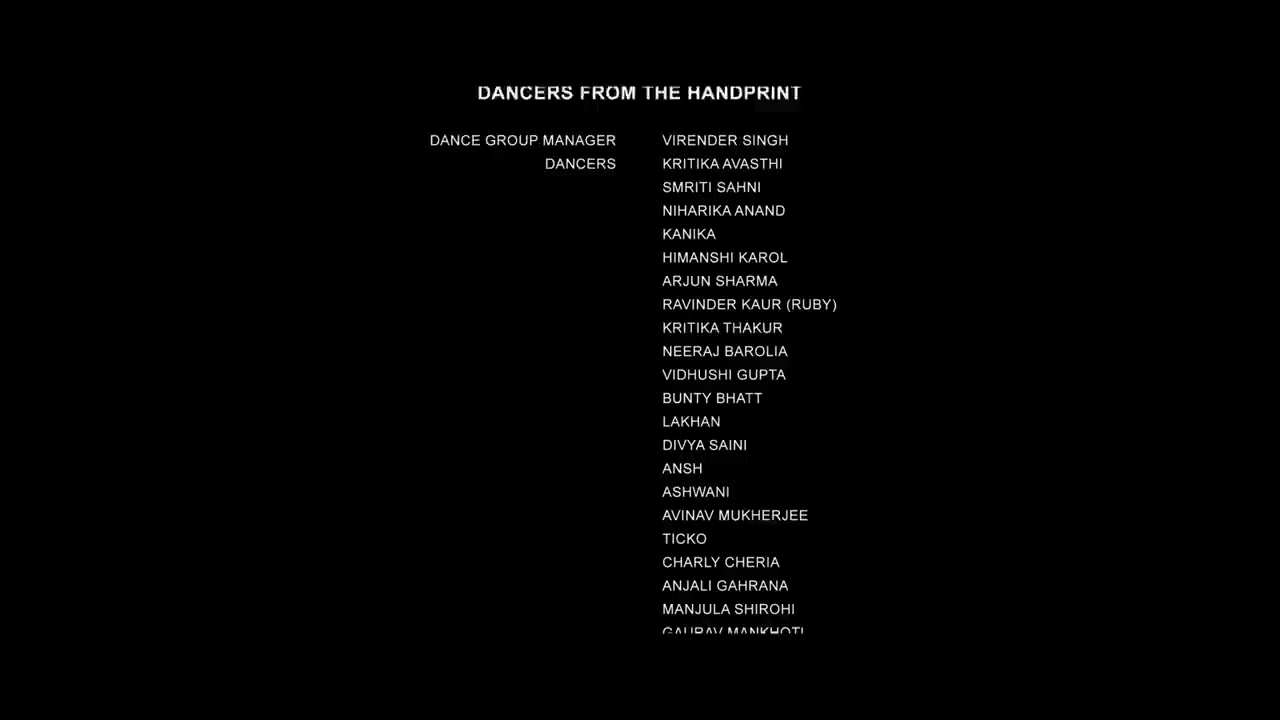 DANCERS FROM THE HANDPRINT
DANCE GROUP MANAGER VIRENDER SINGH
DANCERS KRITIKA AVASTHI
SMRITI SAHNI
NIHARIKA ANAND
KANIKA
HIMANSHI KAROL
ARJUN SHARMA
RAVINDER KAUR (RUBY)
KRITIKA THAKUR
NEERAJ BAROLIA
VIDHUSHI GUPTA
BUNTY BHATT
LAKHAN
DIVYA SAINI
ANSH
ASHWANI
AVINAV MUKHERJEE
TICKO
CHARLY CHERIA
ANJALI GAHRANA
MANJULA SHIROHI
GAURAV MANKHOTI